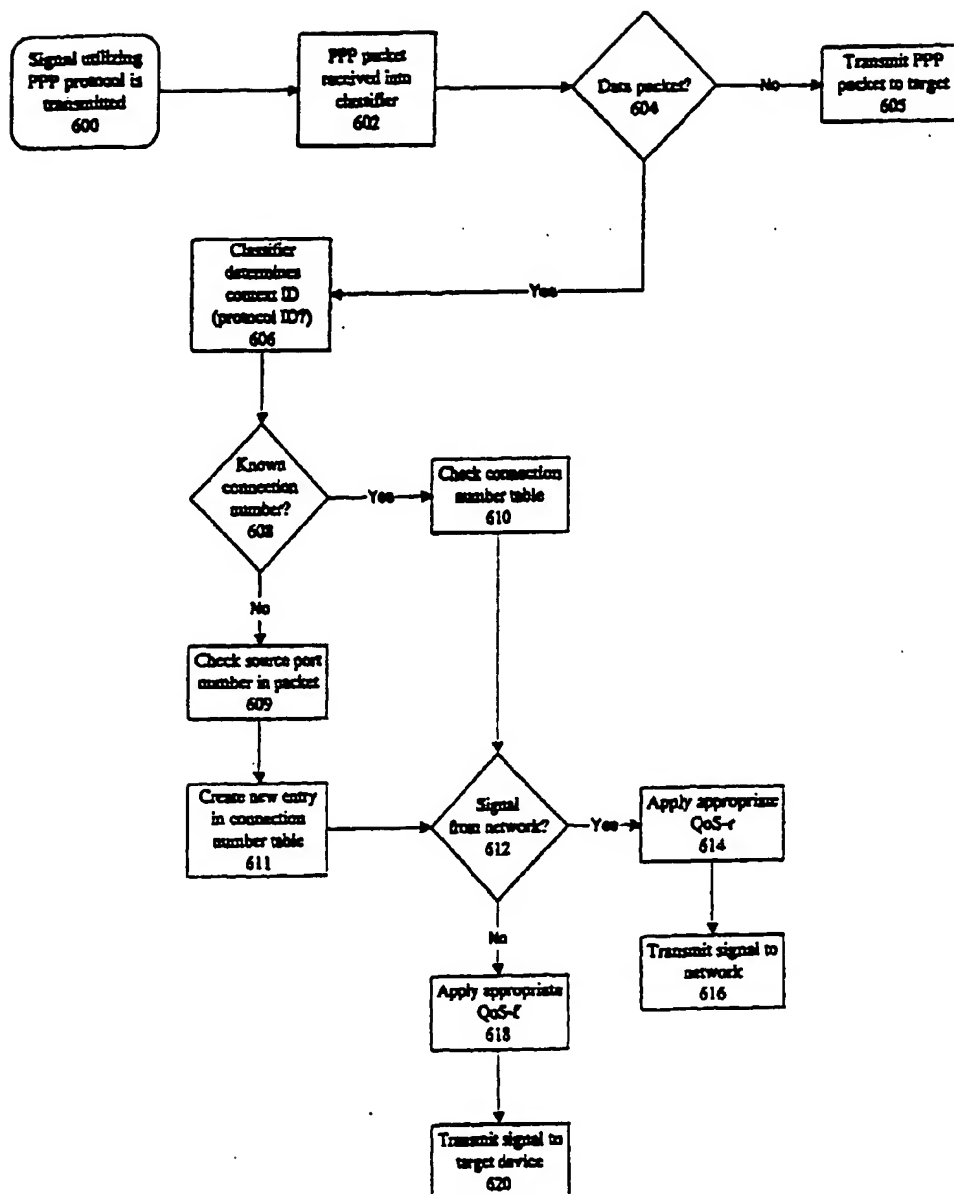 Signal utilizing
PPP protocol is
transmitted
600
PPP packet
received into
classifier
602
Data packet?
604
No
Transmit PPP
packet to target
605
Yes
Classifier
determines
context ID
(protocol ID?)
606
Known
connection
number?
608
Yes
Check connection
number table
610
No
Check source port
number in packet
609
Create new entry
in connection
number table
611
Signal
from network?
612
Yes
Apply appropriate
QoS-r
614
Transmit signal to
network
616
No
Apply appropriate
QoS-f
618
Transmit signal to
target device
620